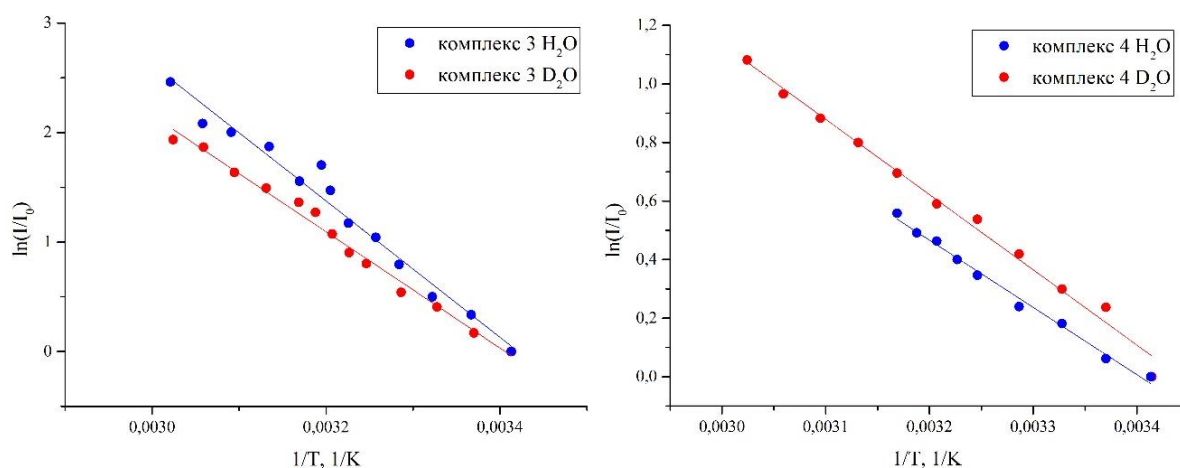 3
2
1
0
ln(I/I₀)
комплекс 3 H₂O
комплекс 3 D₂O
0,0030
0,0032
0,0034
1/T, 1/K
1,2
1,0
0,8
0,6
0,4
0,2
0,0
ln(I/I₀)
комплекс 4 H₂O
комплекс 4 D₂O
0,0030
0,0031
0,0032
0,0033
0,0034
1/T, 1/K